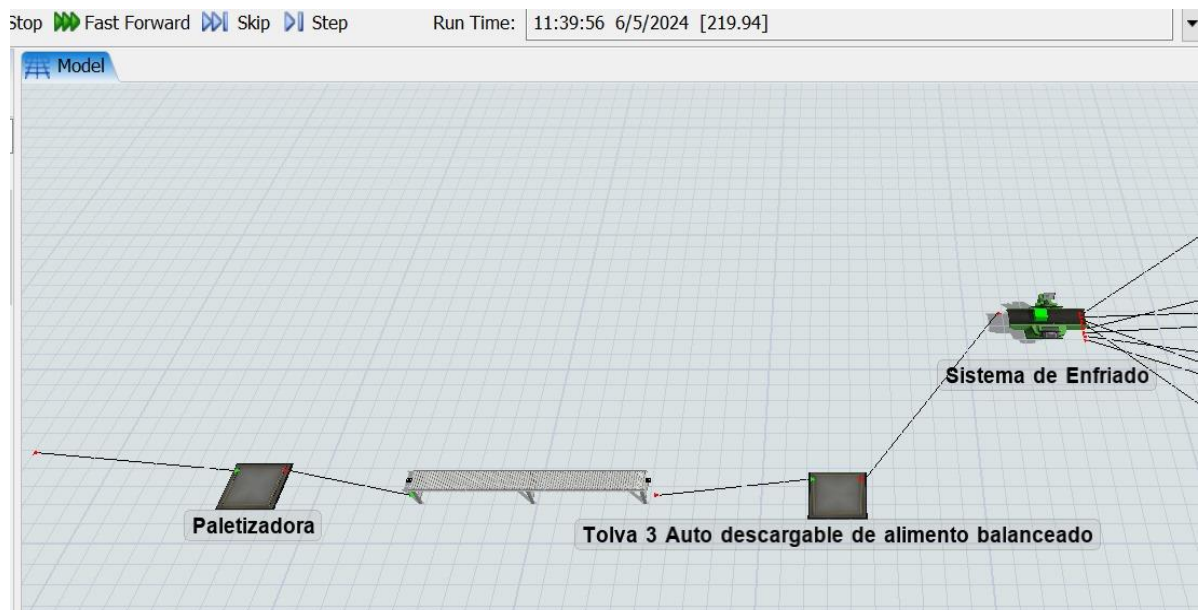 Stop Fast Forward Skip Step Run Time: 11:39:56 6/5/2024 [219.94]
Model
Sistema de Enfriado
Paletizadora
Tolva 3 Auto descargable de alimento balanceado